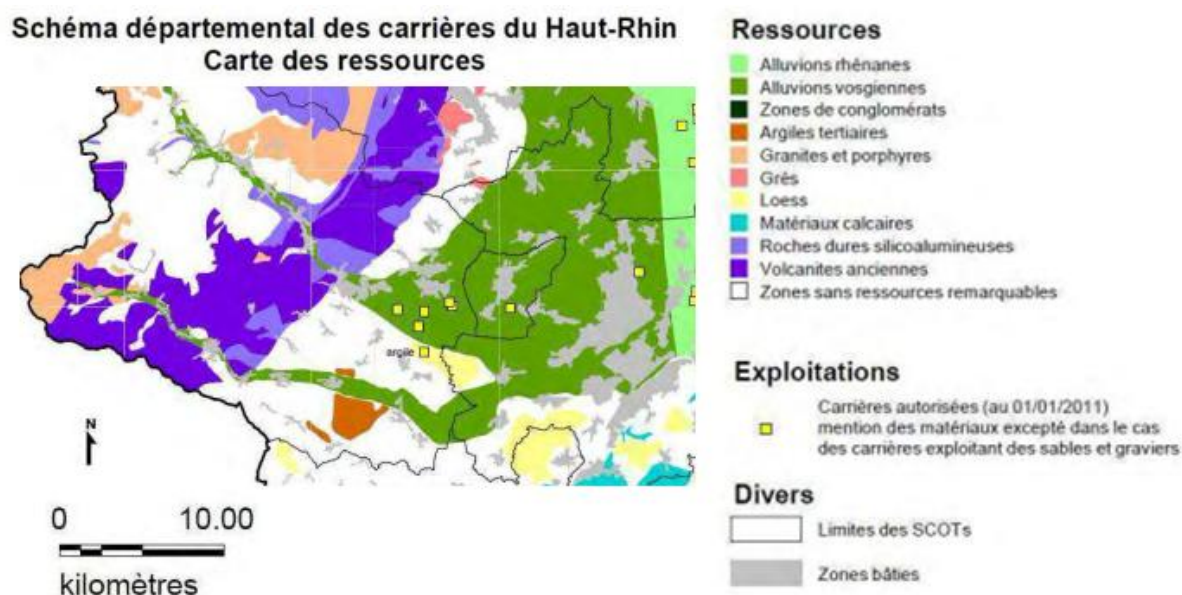 Schéma départemental des carrières du Haut-Rhin
Carte des ressources
argile
N
0 10.00
kilomètres
Ressources
Alluvions rhénanes
Alluvions vosgiennes
Zones de conglomérats
Argiles tertiaires
Granites et porphyres
Grès
Loess
Matériaux calcaires
Roches dures silicoalumineuses
Volcanites anciennes
Zones sans ressources remarquables
Exploitations
Carrières autorisées (au 01/01/2011)
mention des matériaux excepté dans le cas
des carrières exploitant des sables et graviers
Divers
Limites des SCOTs
Zones bâties